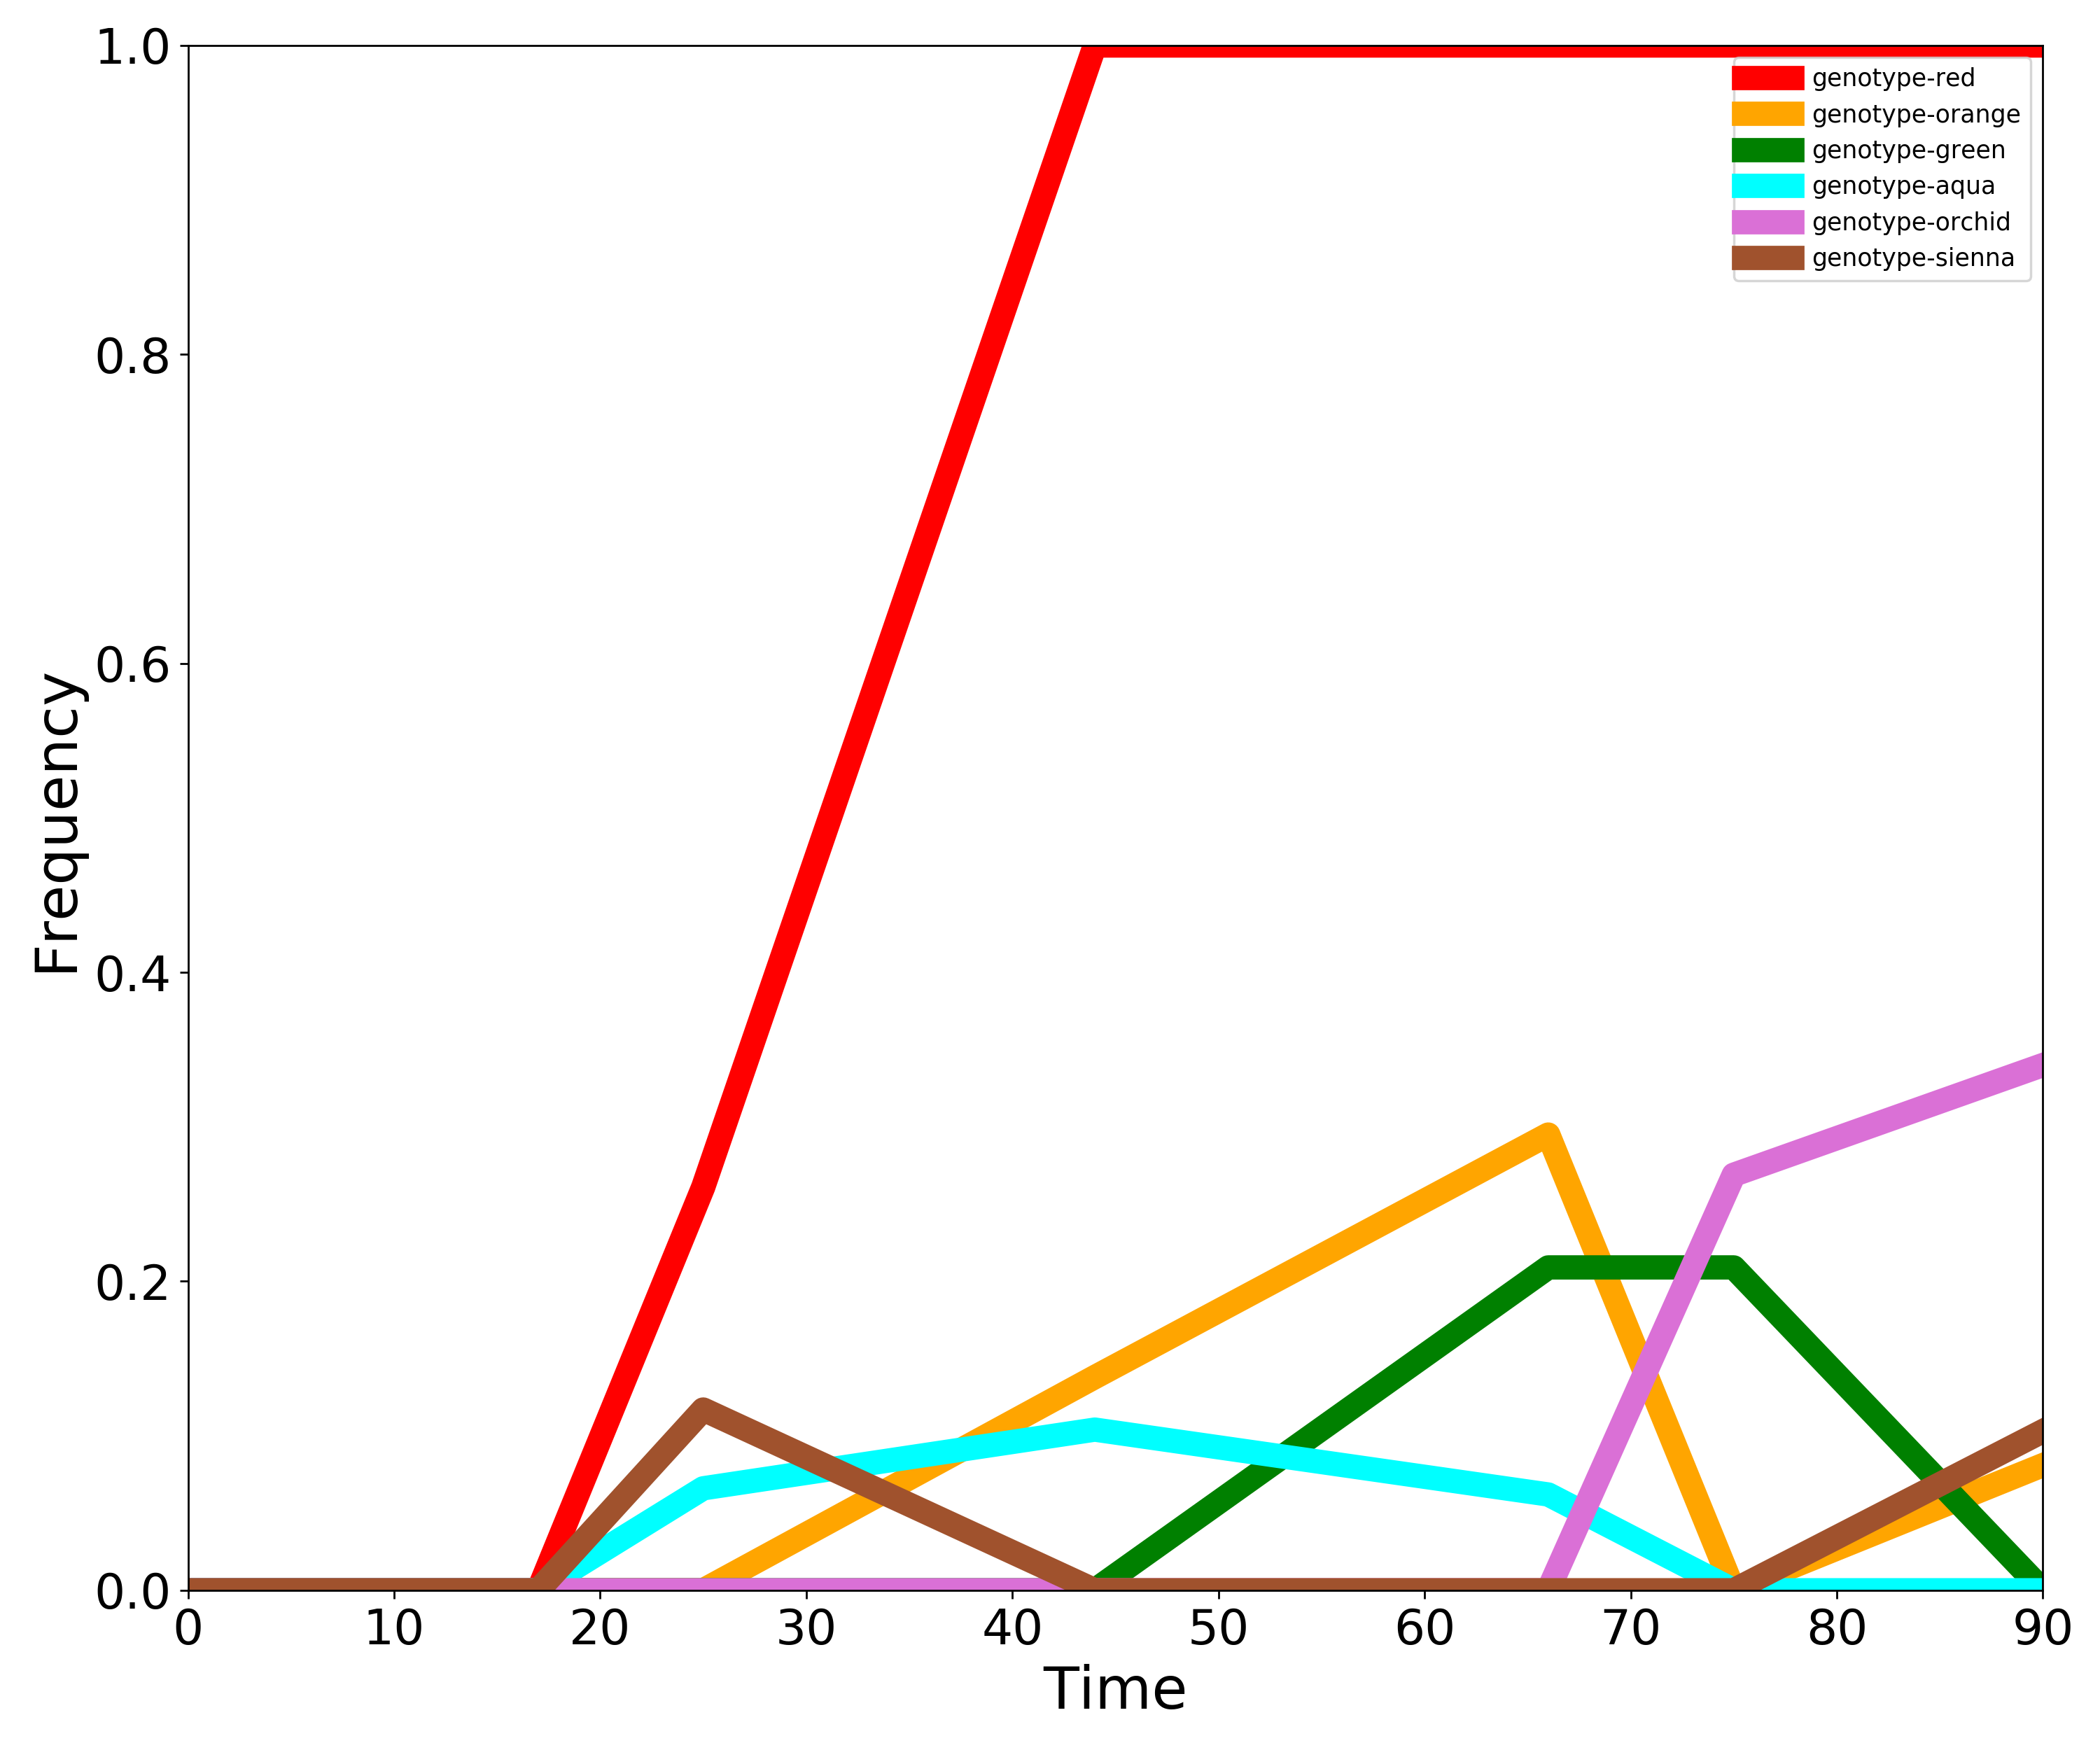 1.0
0.8
0.6
0.4
0.2
0.0
Frequency
0 10 20 30 40 50 60 70 80 90
Time
genotype-red
genotype-orange
genotype-green
genotype-aqua
genotype-orchid
genotype-sienna